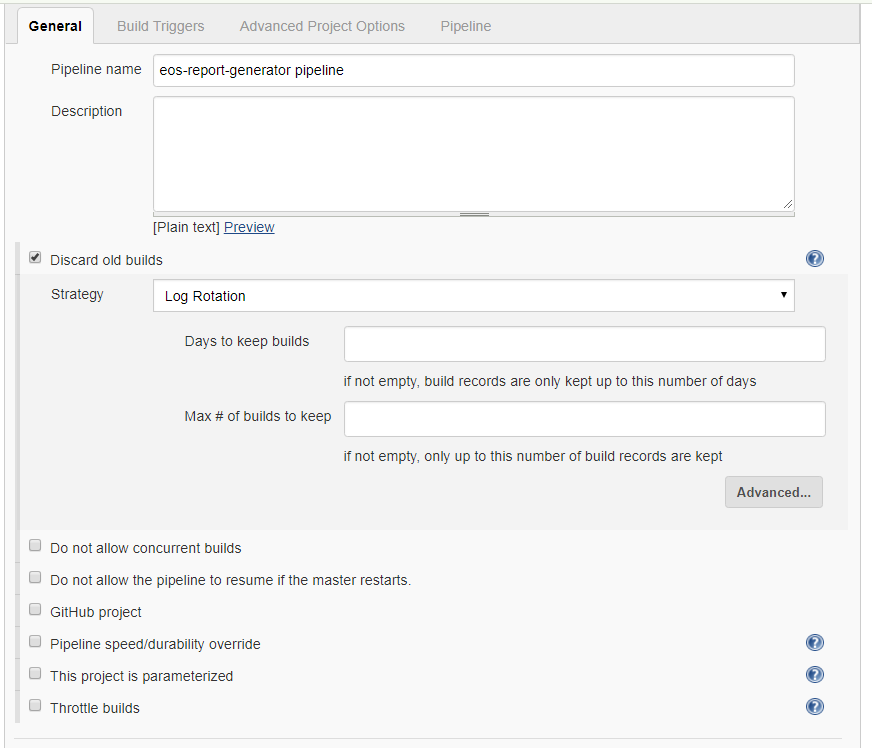 General Build Triggers Advanced Project Options Pipeline
Pipeline name eos-report-generator pipeline
Description
[Plain text] Preview
Discard old builds
Strategy Log Rotation
Days to keep builds
if not empty, build records are only kept up to this number of days
Max # of builds to keep
if not empty, only up to this number of build records are kept
Advanced...
Do not allow concurrent builds
Do not allow the pipeline to resume if the master restarts.
GitHub project
Pipeline speed/durability override
This project is parameterized
Throttle builds